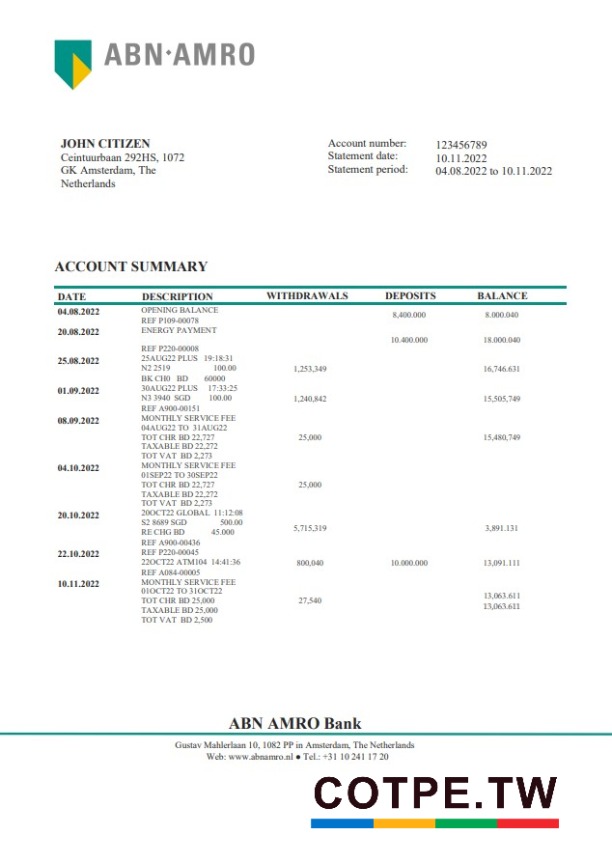 ABN·AMRO
JOHN CITIZEN
Ceintuurbaan 292HS, 1072
GK Amsterdam, The
Netherlands
Account number: 123456789
Statement date: 10.11.2022
Statement period: 04.08.2022 to 10.11.2022
ACCOUNT SUMMARY
DATE DESCRIPTION WITHDRAWALS DEPOSITS BALANCE
04.08.2022 OPENING BALANCE 8,400.000 8.000.040
REF P109-00078
20.08.2022 ENERGY PAYMENT 10.400.000 18.000.040
REF P220-00008
25.08.2022 25AUG22 PLUS 19:18:31
N2 2519 100.00 1,253,349 16,746.631
BK CH0 BD 60000
01.09.2022 30AUG22 PLUS 17:33:25
N3 3940 SGD 100.00 1,240,842 15,505,749
REF A900-00151
08.09.2022 MONTHLY SERVICE FEE
04AUG22 TO 31AUG22
TOT CHR BD 22,727 25,000 15,480,749
TAXABLE BD 22,272
TOT VAT BD 2,273
04.10.2022 MONTHLY SERVICE FEE
01SEP22 TO 30SEP22
TOT CHR BD 22,727 25,000
TAXABLE BD 22,272
TOT VAT BD 2,273
20.10.2022 20OCT22 GLOBAL 11:12:08
S2 8689 SGD 500.00 5,715,319 3,891.131
RE CHG BD 45.000
REF A900-00436
22.10.2022 REF P220-00045
22OCT22 ATM104 14:41:36 800,040 10.000.000 13,091.111
REF A084-00005
10.11.2022 MONTHLY SERVICE FEE
01OCT22 TO 31OCT22 13,063.611
TOT CHR BD 25,000 27,540
TAXABLE BD 25,000 13,063.611
TOT VAT BD 2,500
ABN AMRO Bank
Gustav Mahlerlaan 10, 1082 PP in Amsterdam, The Netherlands
Web: www.abnamro.nl ● Tel.: +31 10 241 17 20
COTPE.TW